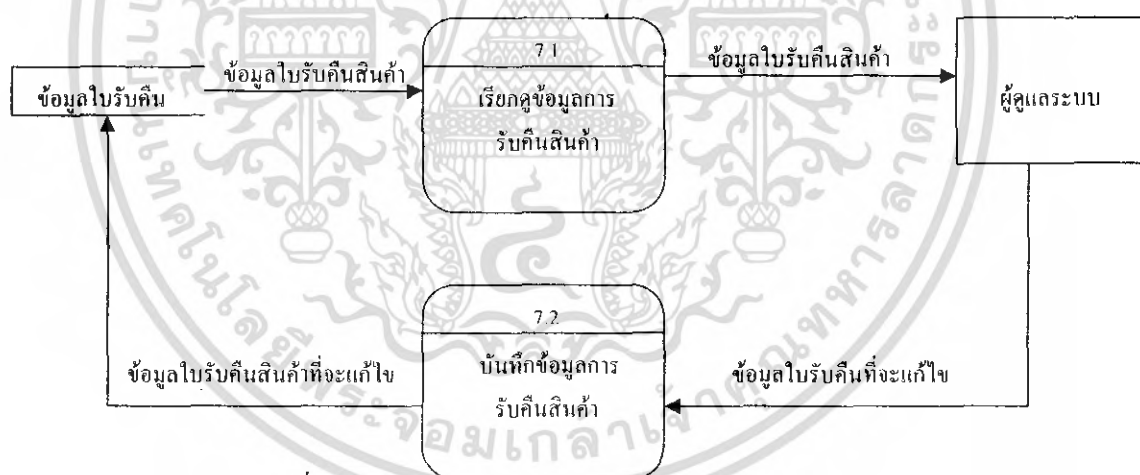 7.1
ข้อมูลใบรับคืนสินค้า
ข้อมูลใบรับคืนสินค้า
ข้อมูลใบรับคืน
เรียกดูข้อมูลการ
รับคืนสินค้า
ผู้ดูแลระบบ
7.2
ข้อมูลใบรับคืนสินค้าที่จะแก้ไข
บันทึกข้อมูลการ
รับคืนสินค้า
ข้อมูลใบรับคืนที่จะแก้ไข